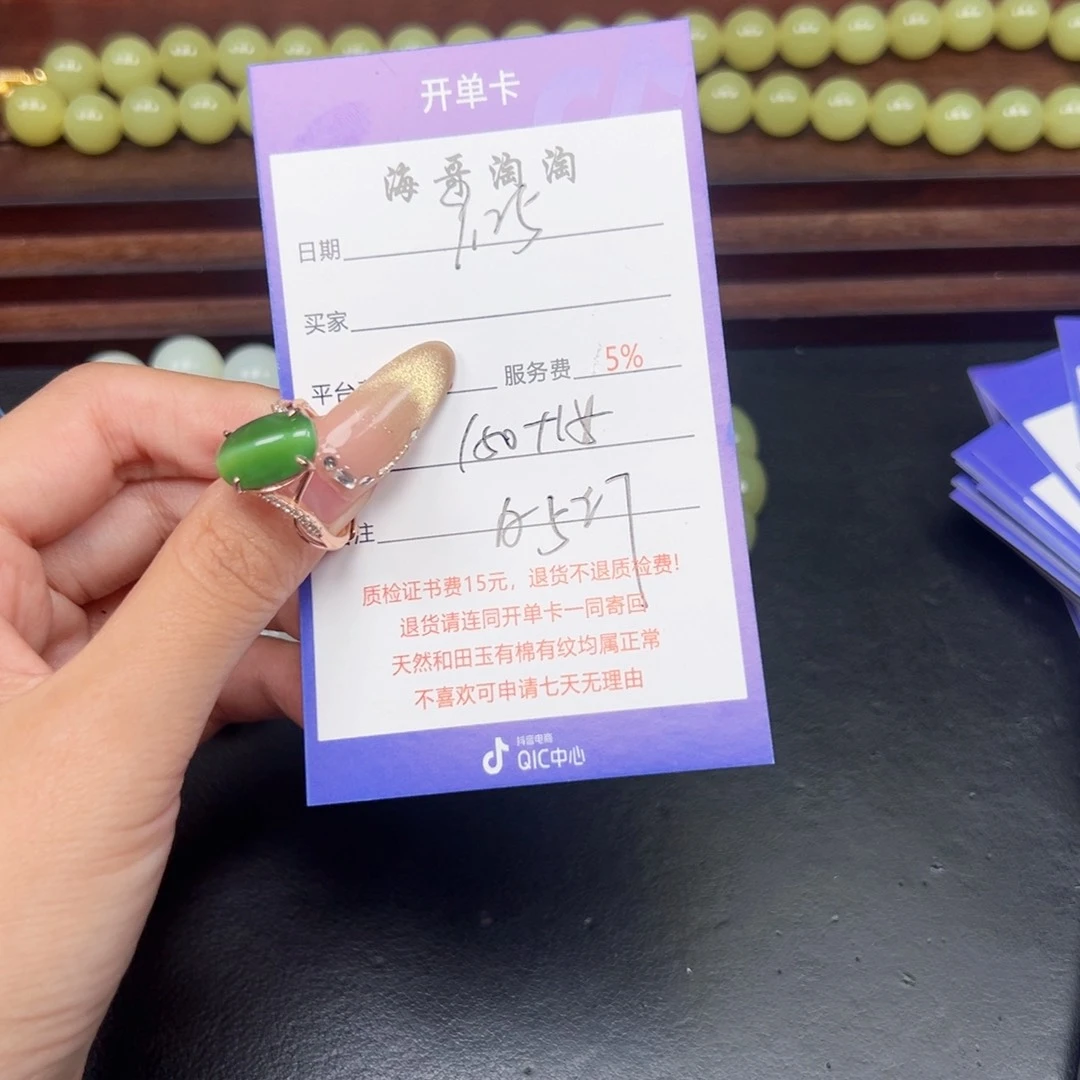 开单卡
海哥淘淘
日期
买家
平台 服务费 5%
150+15
注
质检证书费15元，退货不退质检费！
退货请连同开单卡一同寄回
天然和田玉有棉有纹均属正常
不喜欢可申请七天无理由
抖音电商
QIC中心